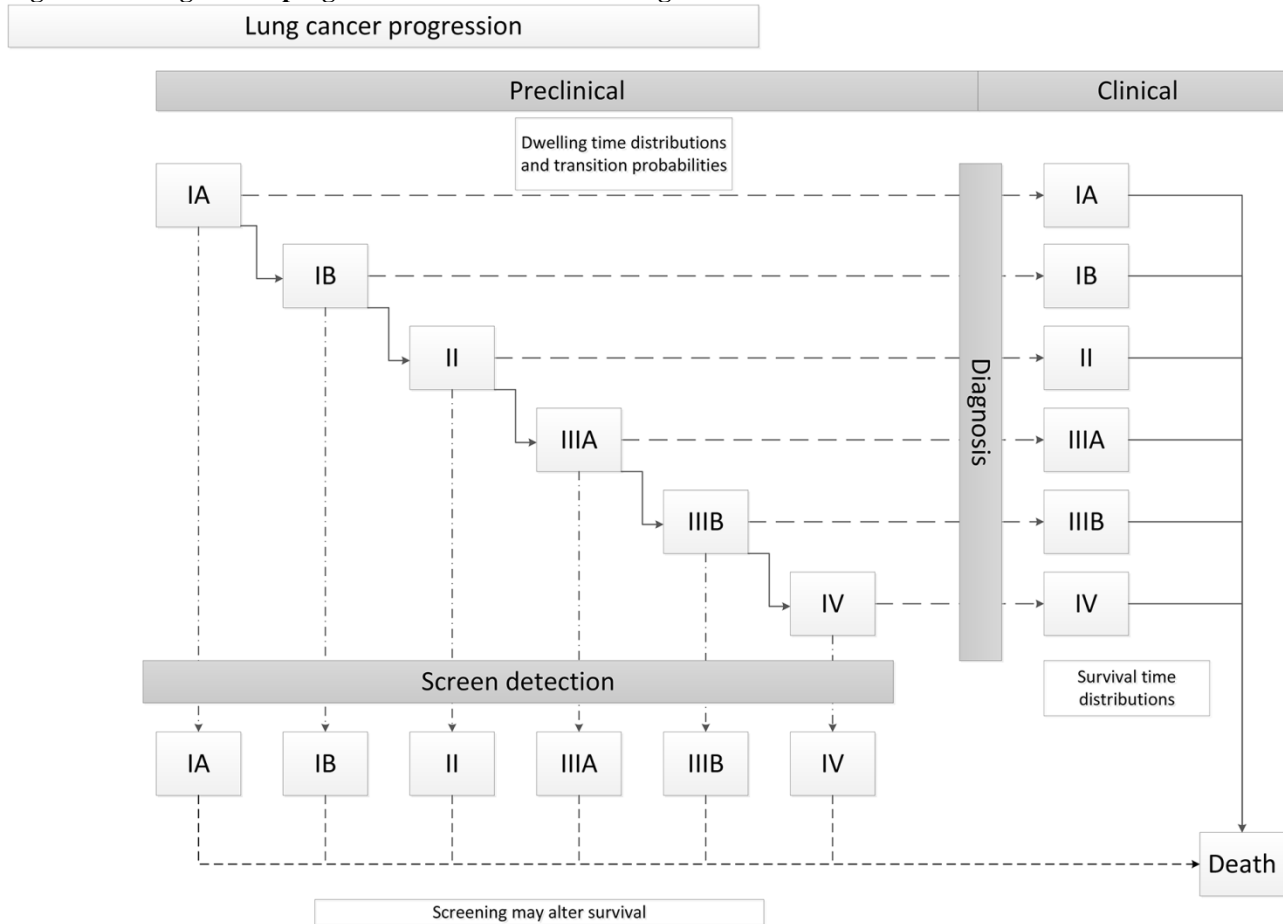 Lung cancer progression
Preclinical
Clinical
Dwelling time distributions
and transition probabilities
IA
IA
IB
IB
II
II
Diagnosis
IIIA
IIIA
IIIB
IIIB
IV
IV
Screen detection
Survival time
distributions
IA
IB
II
IIIA
IIIB
IV
Death
Screening may alter survival